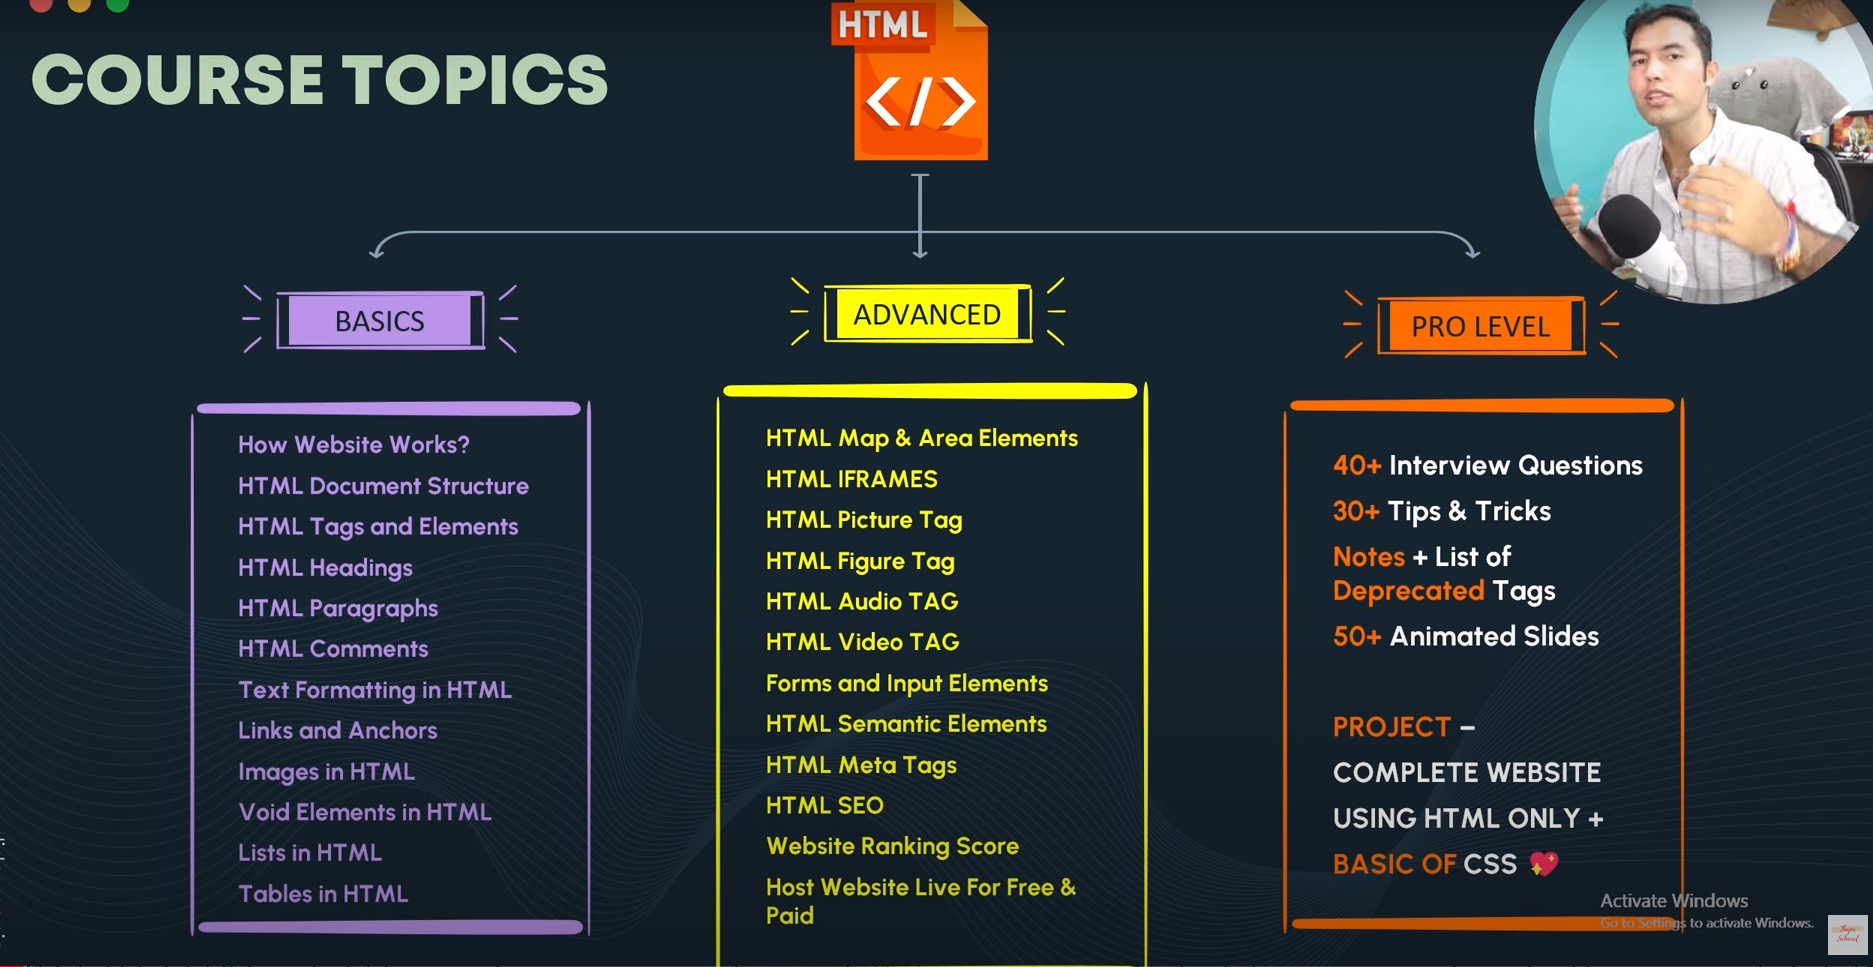 HTML
</>
COURSE TOPICS
BASICS
How Website Works?
HTML Document Structure
HTML Tags and Elements
HTML Headings
HTML Paragraphs
HTML Comments
Text Formatting in HTML
Links and Anchors
Images in HTML
Void Elements in HTML
Lists in HTML
Tables in HTML
ADVANCED
HTML Map & Area Elements
HTML IFRAMES
HTML Picture Tag
HTML Figure Tag
HTML Audio TAG
HTML Video TAG
Forms and Input Elements
HTML Semantic Elements
HTML Meta Tags
HTML SEO
Website Ranking Score
Host Website Live For Free &
Paid
PRO LEVEL
40+ Interview Questions
30+ Tips & Tricks
Notes + List of
Deprecated Tags
50+ Animated Slides
PROJECT –
COMPLETE WEBSITE
USING HTML ONLY +
BASIC OF CSS 💖
Activate Windows
Go to Settings to activate Windows.